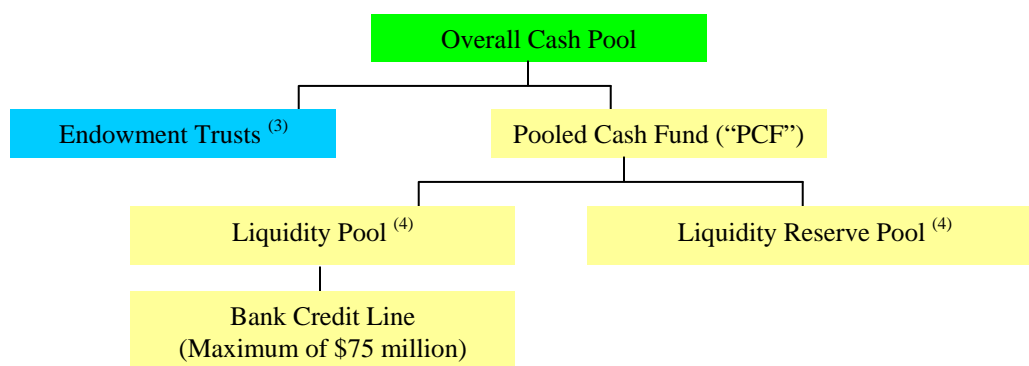 Overall Cash Pool
Endowment Trusts (3)
Pooled Cash Fund (“PCF”)
Liquidity Pool (4)
Liquidity Reserve Pool (4)
Bank Credit Line
(Maximum of $75 million)